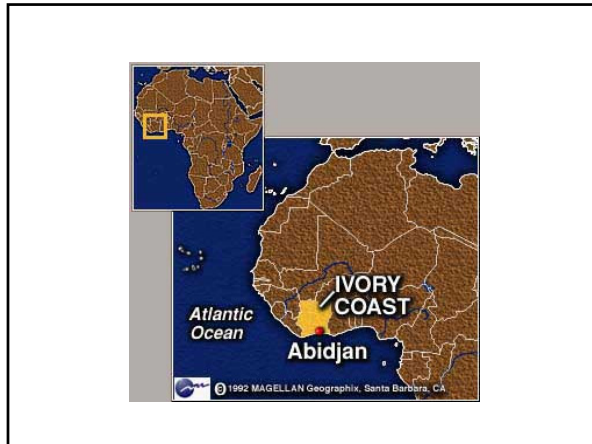 IVORY
COAST
Atlantic
Ocean
Abidjan
© 1992 MAGELLAN Geographix, Santa Barbara, CA